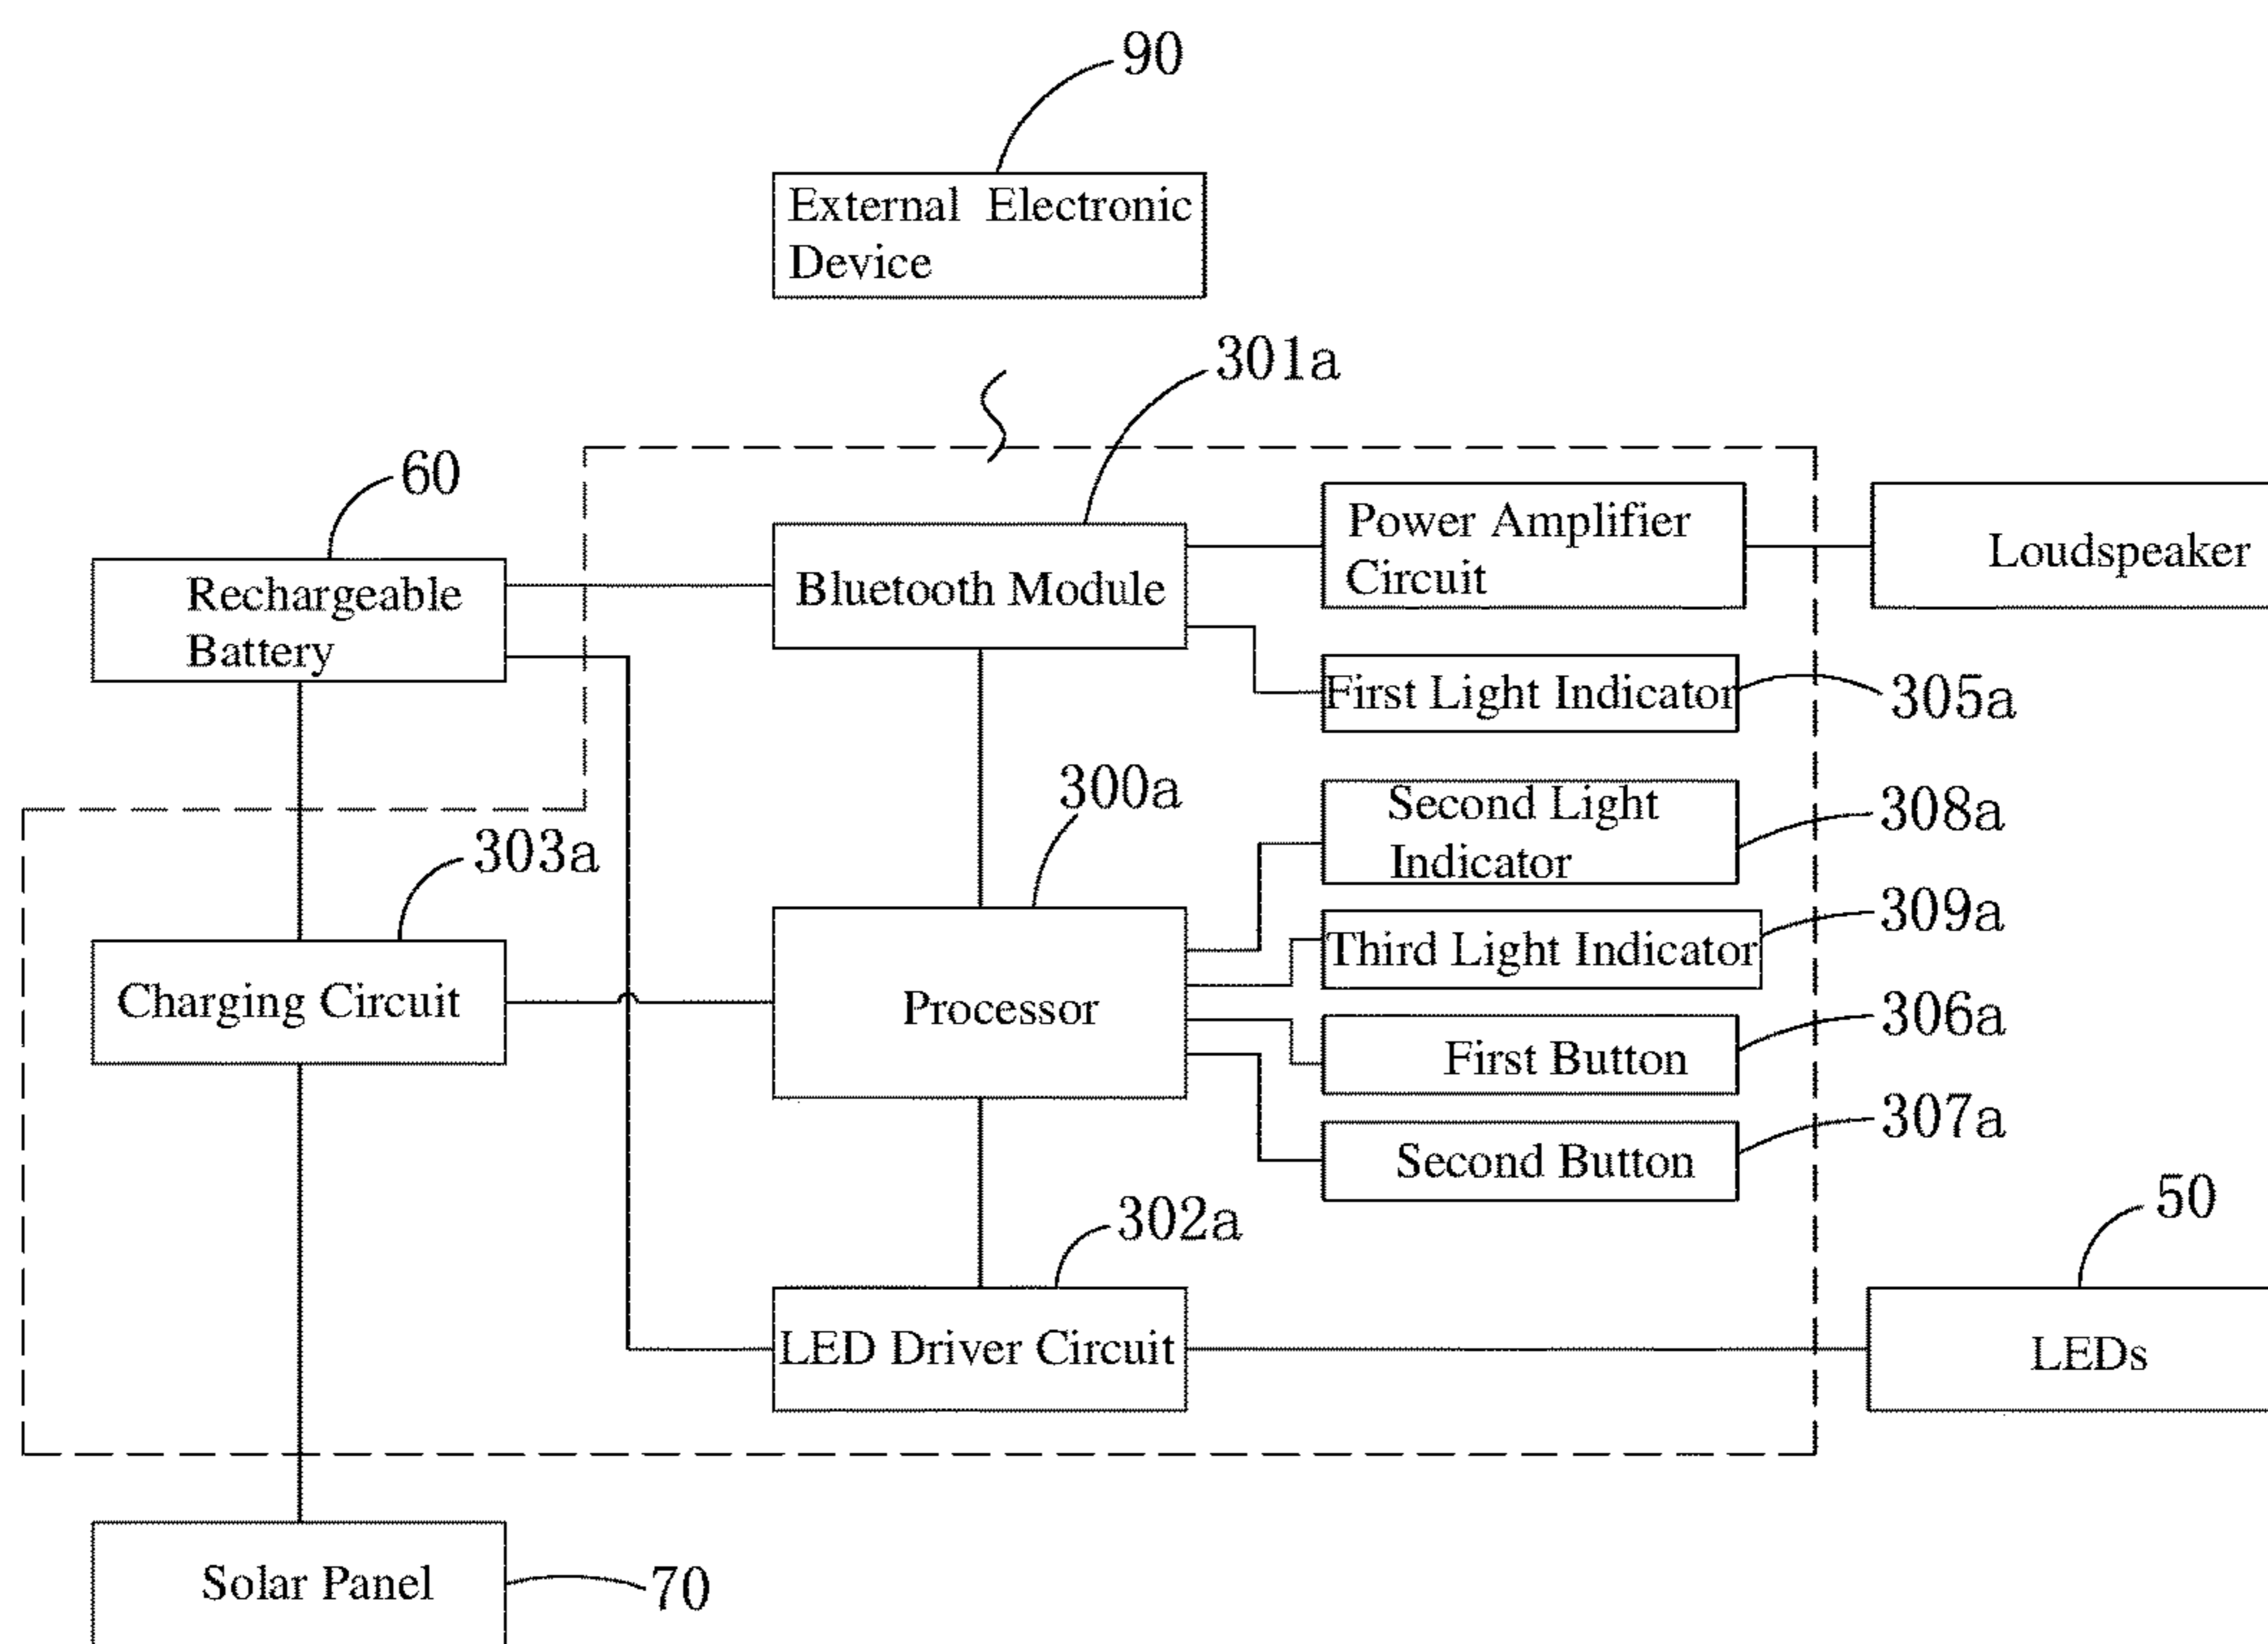 90
External Electronic
Device
301a
60
Power Amplifier
Circuit
Loudspeaker
Rechargeable
Battery
Bluetooth Module
First Light Indicator
305a
300a
Second Light
Indicator
308a
303a
309a
Third Light Indicator
Charging Circuit
Processor
306a
First Button
307a
Second Button
302a
50
LED Driver Circuit
LEDs
Solar Panel
70